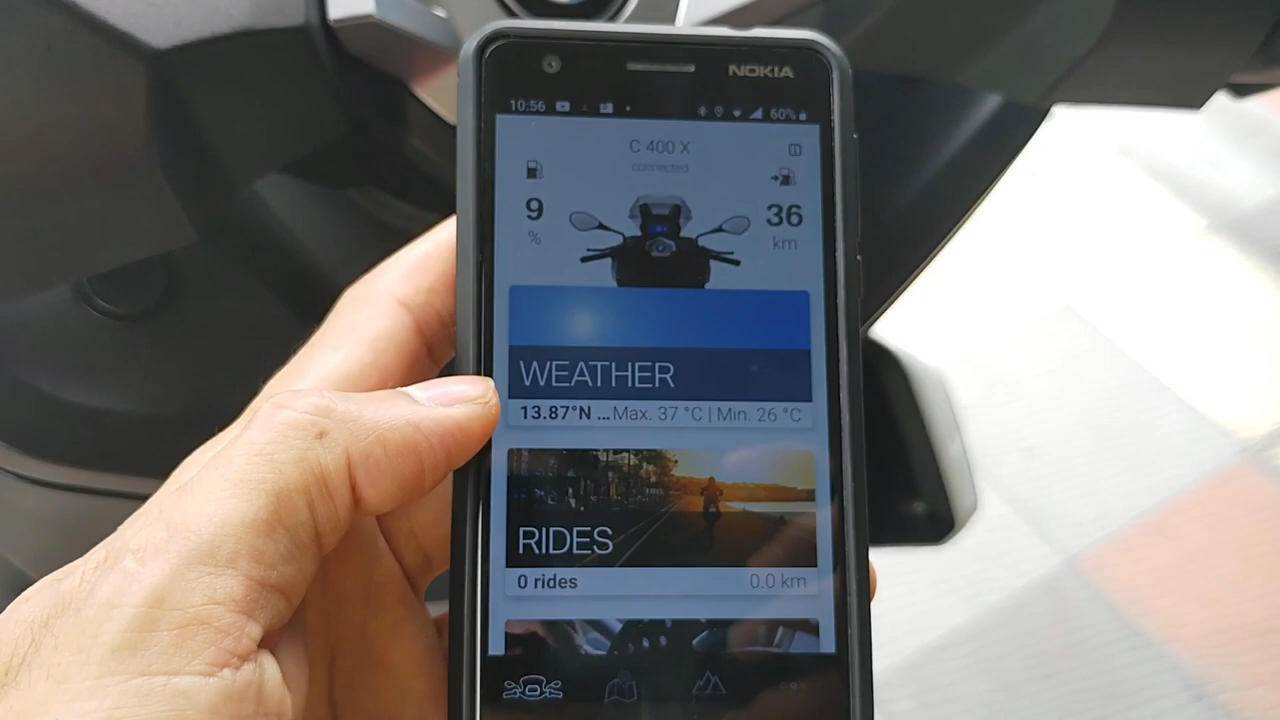 NOKIA
10:56 60%
C 400 X
connected
9
%
36
km
WEATHER
13.87°N ... Max. 37 °C | Min. 26 °C
RIDES
0 rides 0.0 km